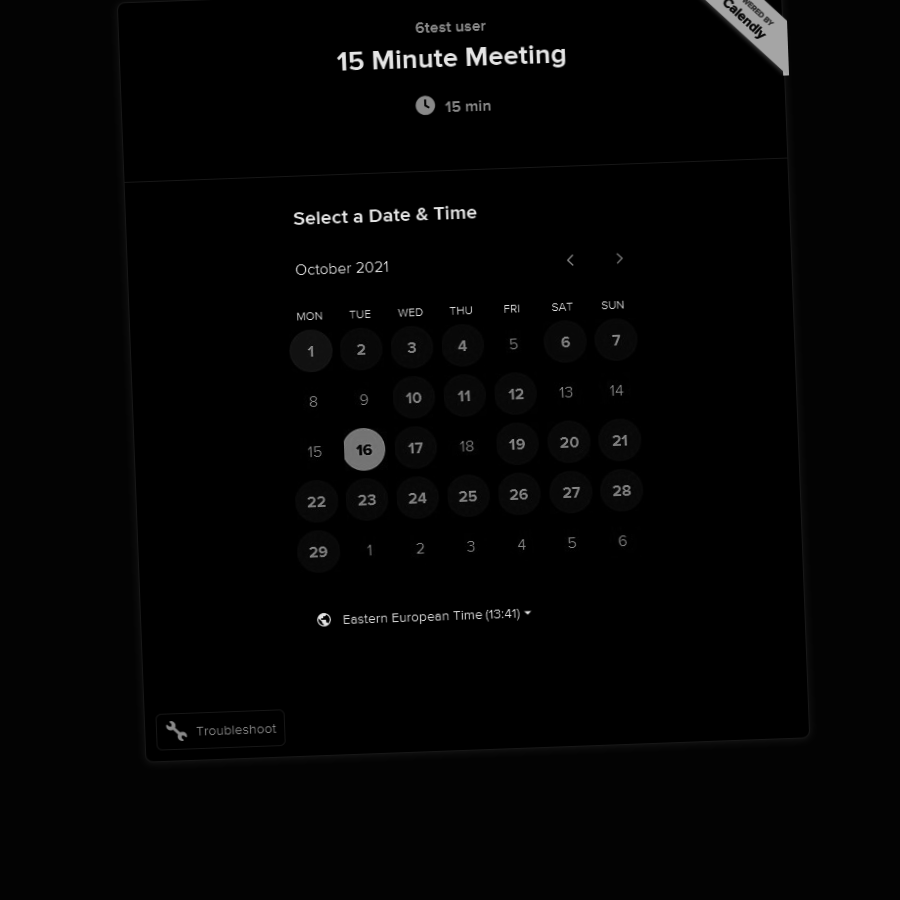 6test user
15 Minute Meeting
15 min
Calendly
Select a Date & Time
October 2021
MON TUE WED THU FRI SAT SUN
1 2 3 4 5 6 7
8 9 10 11 12 13 14
15 16 17 18 19 20 21
22 23 24 25 26 27 28
29 1 2 3 4 5 6
Eastern European Time (13:41)
Troubleshoot